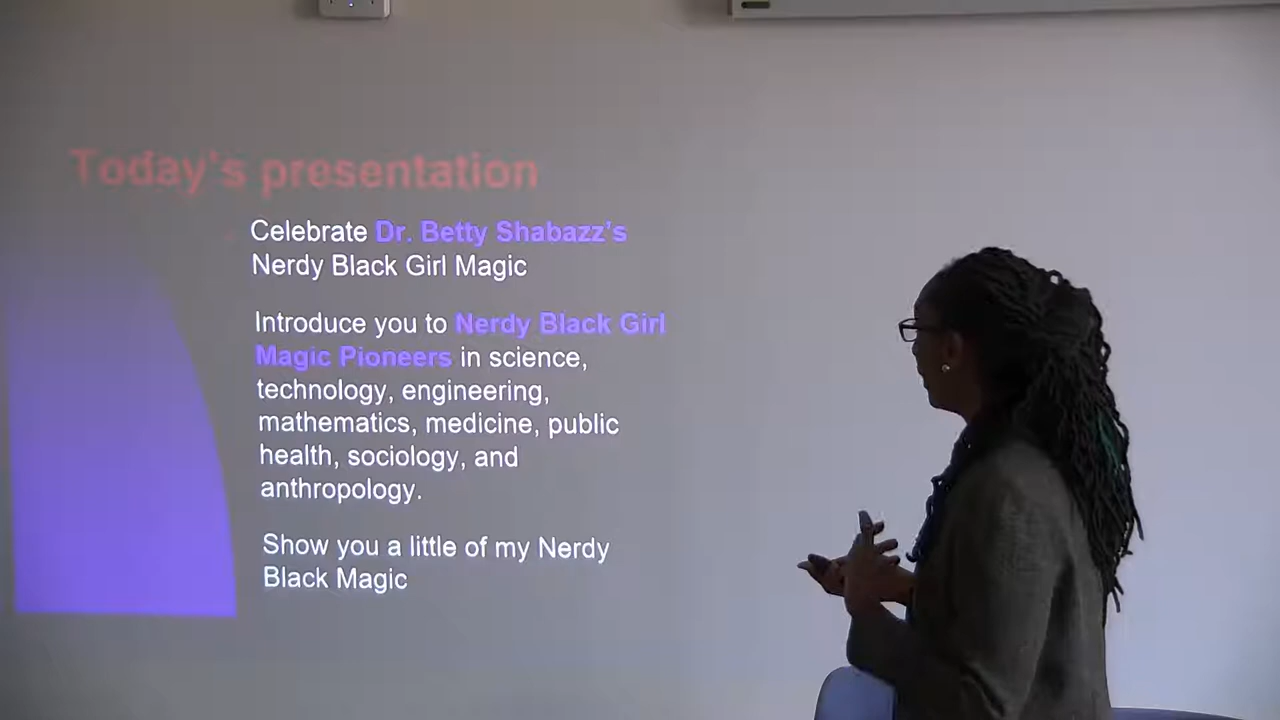 Today's presentation
Celebrate Dr. Betty Shabazz's
Nerdy Black Girl Magic
Introduce you to Nerdy Black Girl
Magic Pioneers in science,
technology, engineering,
mathematics, medicine, public
health, sociology, and
anthropology.
Show you a little of my Nerdy
Black Magic